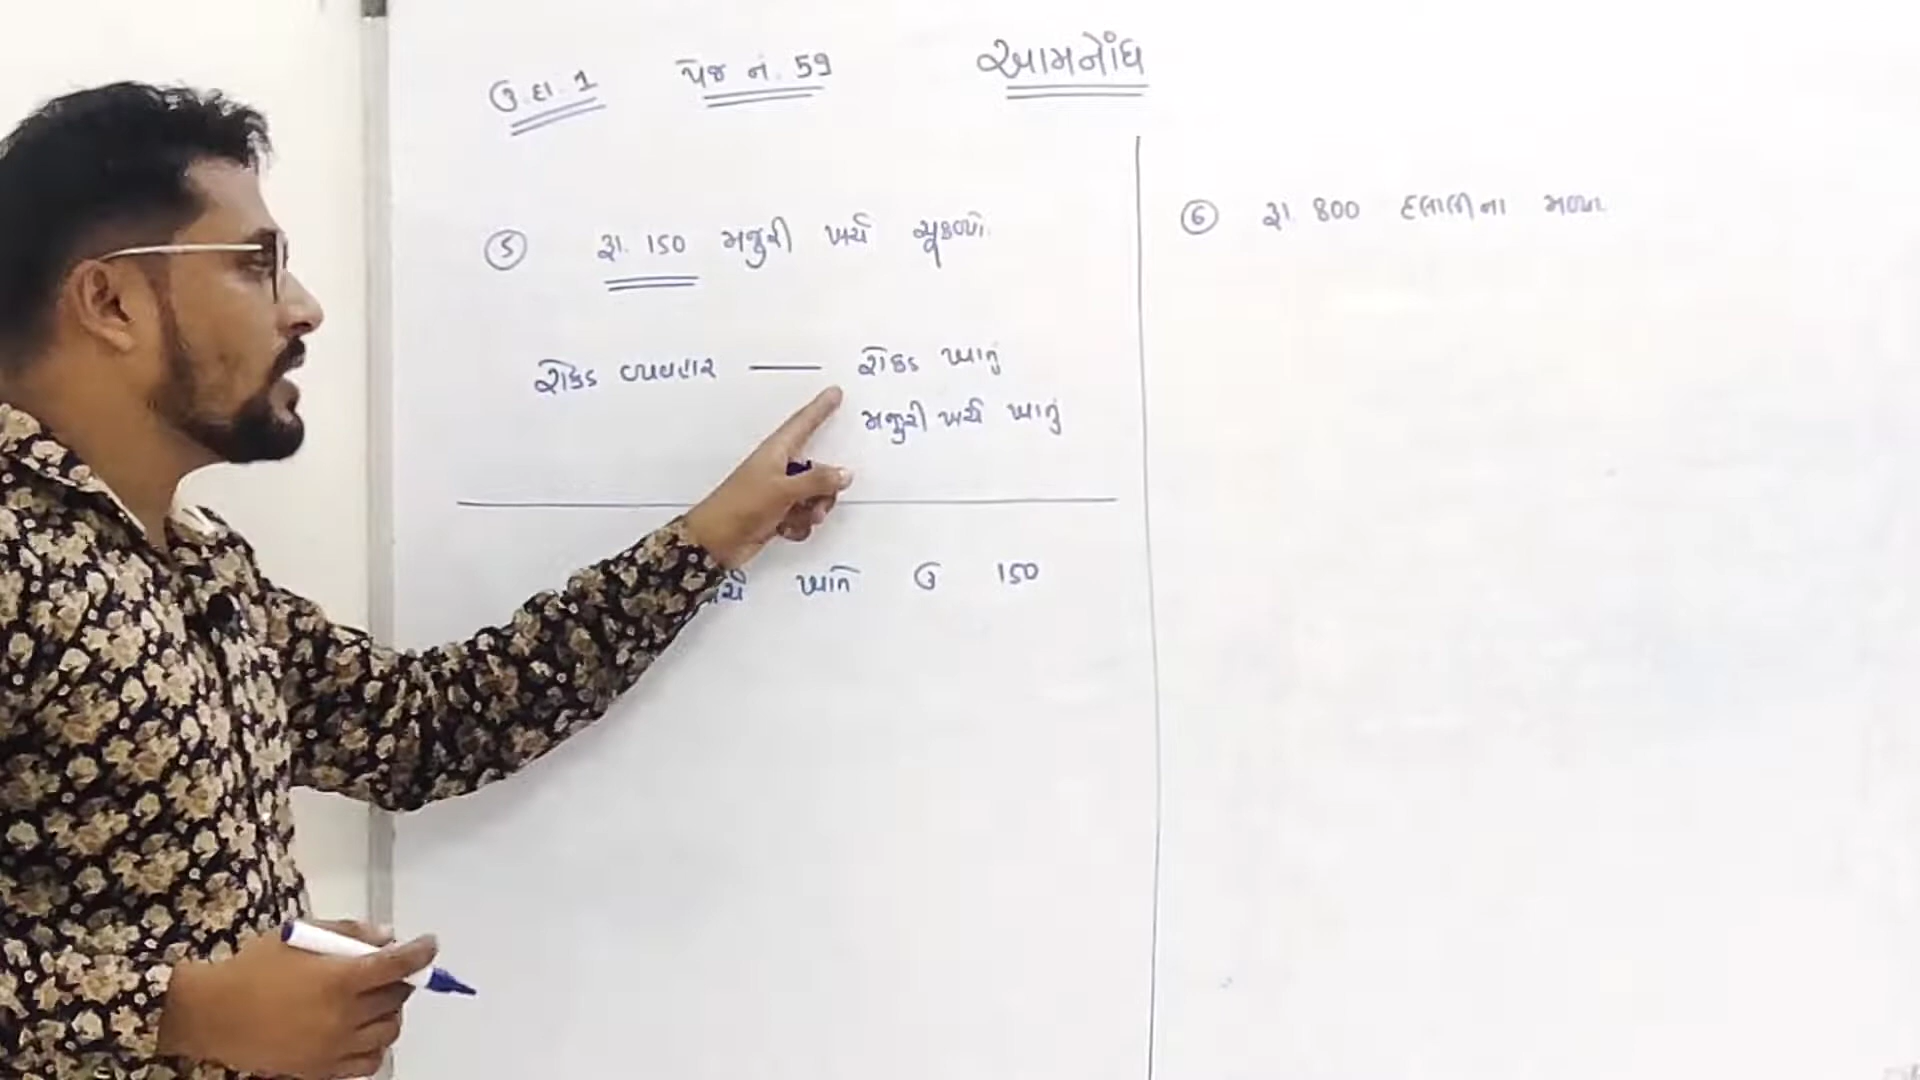 ઉ.દા. 1 પેજ નં. 59 આમનોંધ
⑤ રૂા. 150 મજુરી ખર્ચ ચૂકવ્યો.
રોકડ વ્યવહાર — રોકડ ખાતું
મજુરી ખર્ચ ખાતું
ખાતે ઉ 150
⑥ રૂા. 800 દલાલીના મળ્યા.